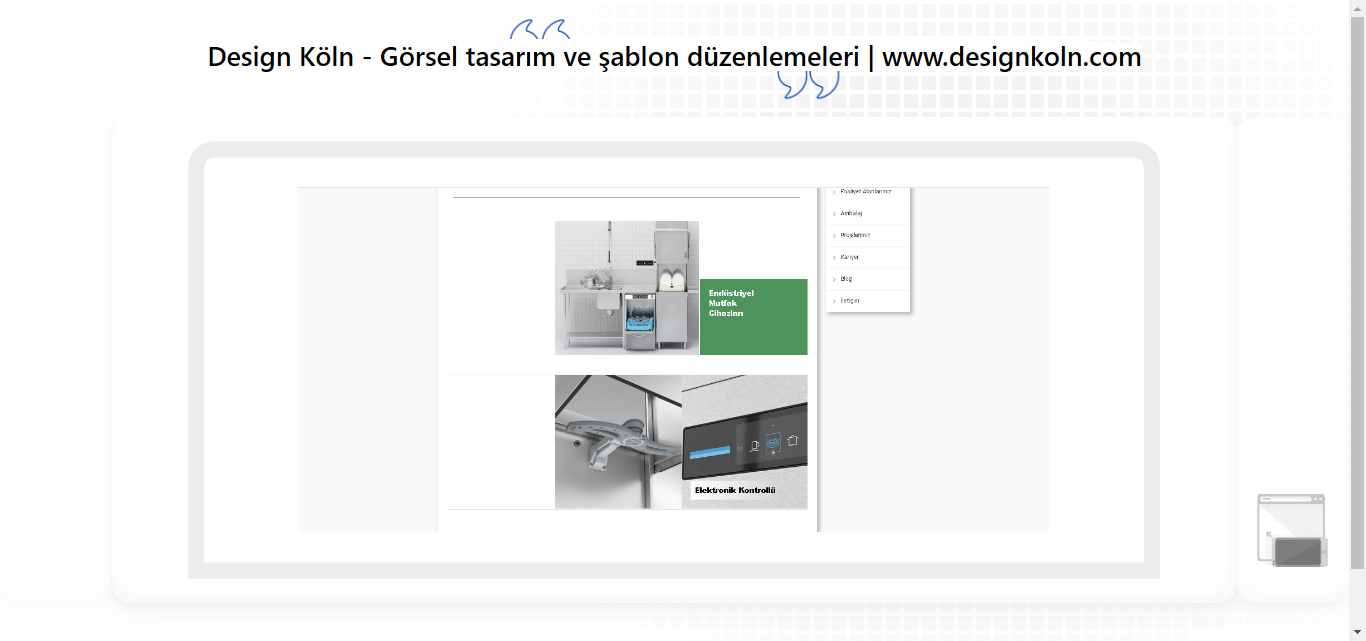 Design Köln - Görsel tasarım ve şablon düzenlemeleri | www.designkoln.com
Faaliyet Alanlarımız
Ambalaj
Projelerimiz
Kariyer
Blog
İletişim
Endüstriyel
Mutfak
Cihazları
Elektronik Kontrollü